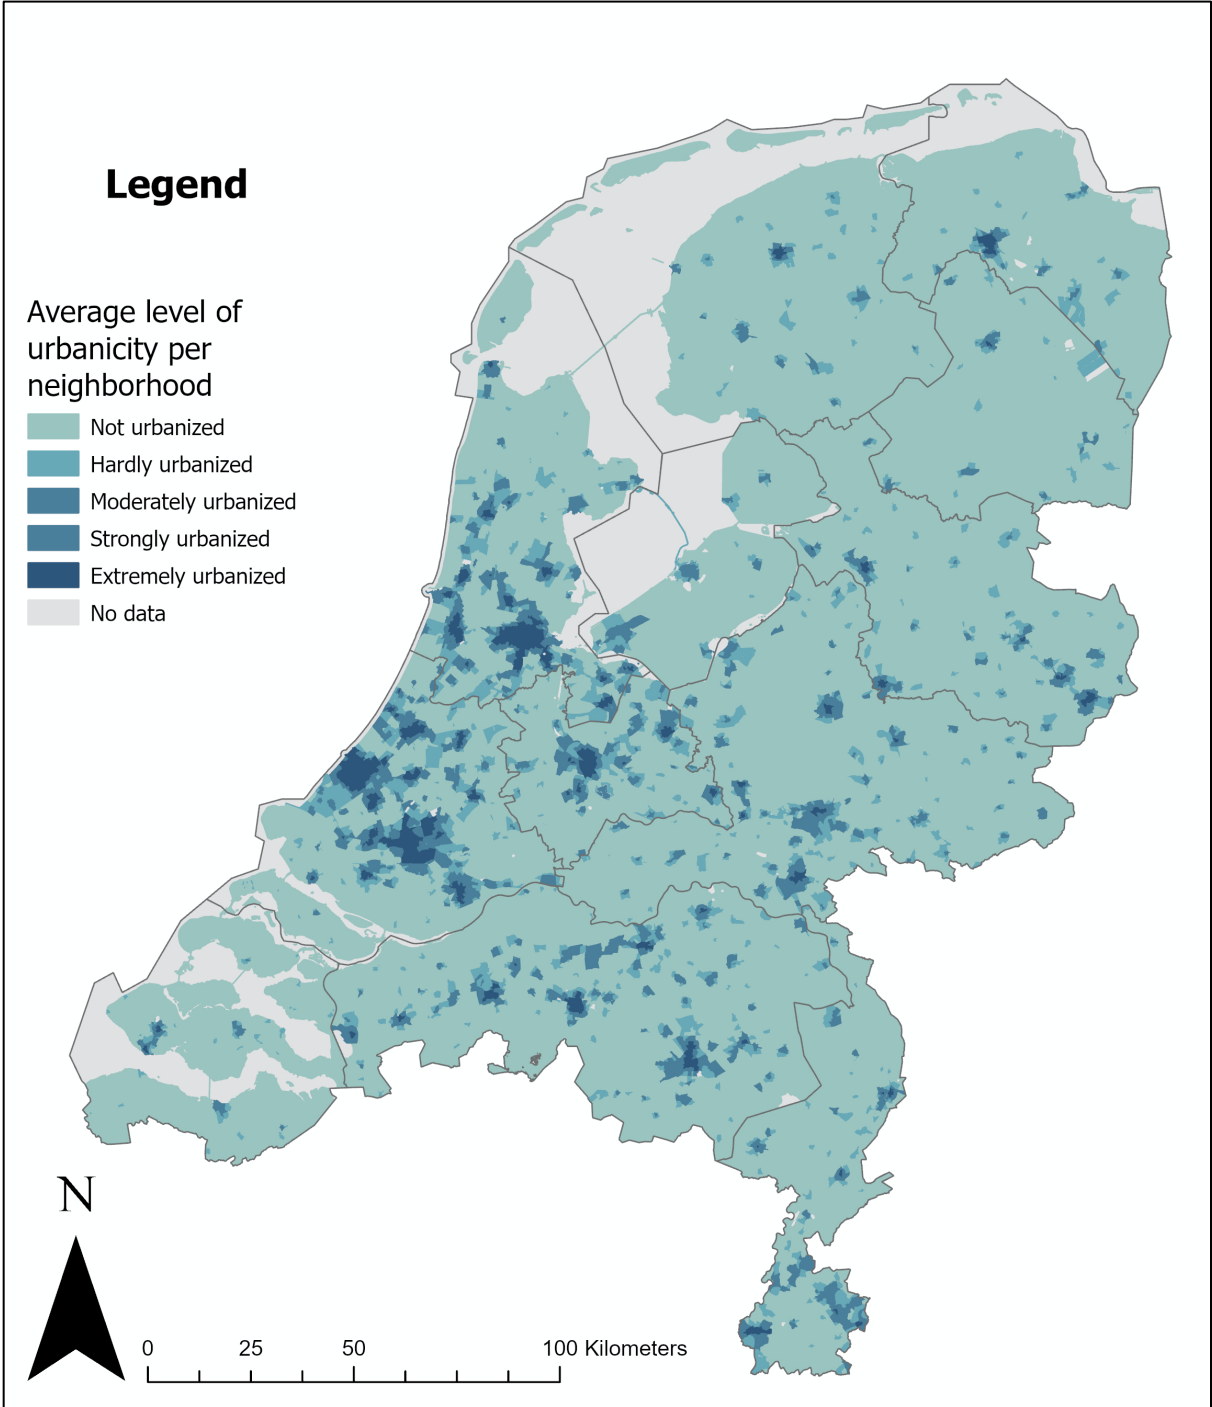 Legend
Average level of
urbanicity per
neighborhood
Not urbanized
Hardly urbanized
Moderately urbanized
Strongly urbanized
Extremely urbanized
No data
N
0 25 50 100 Kilometers